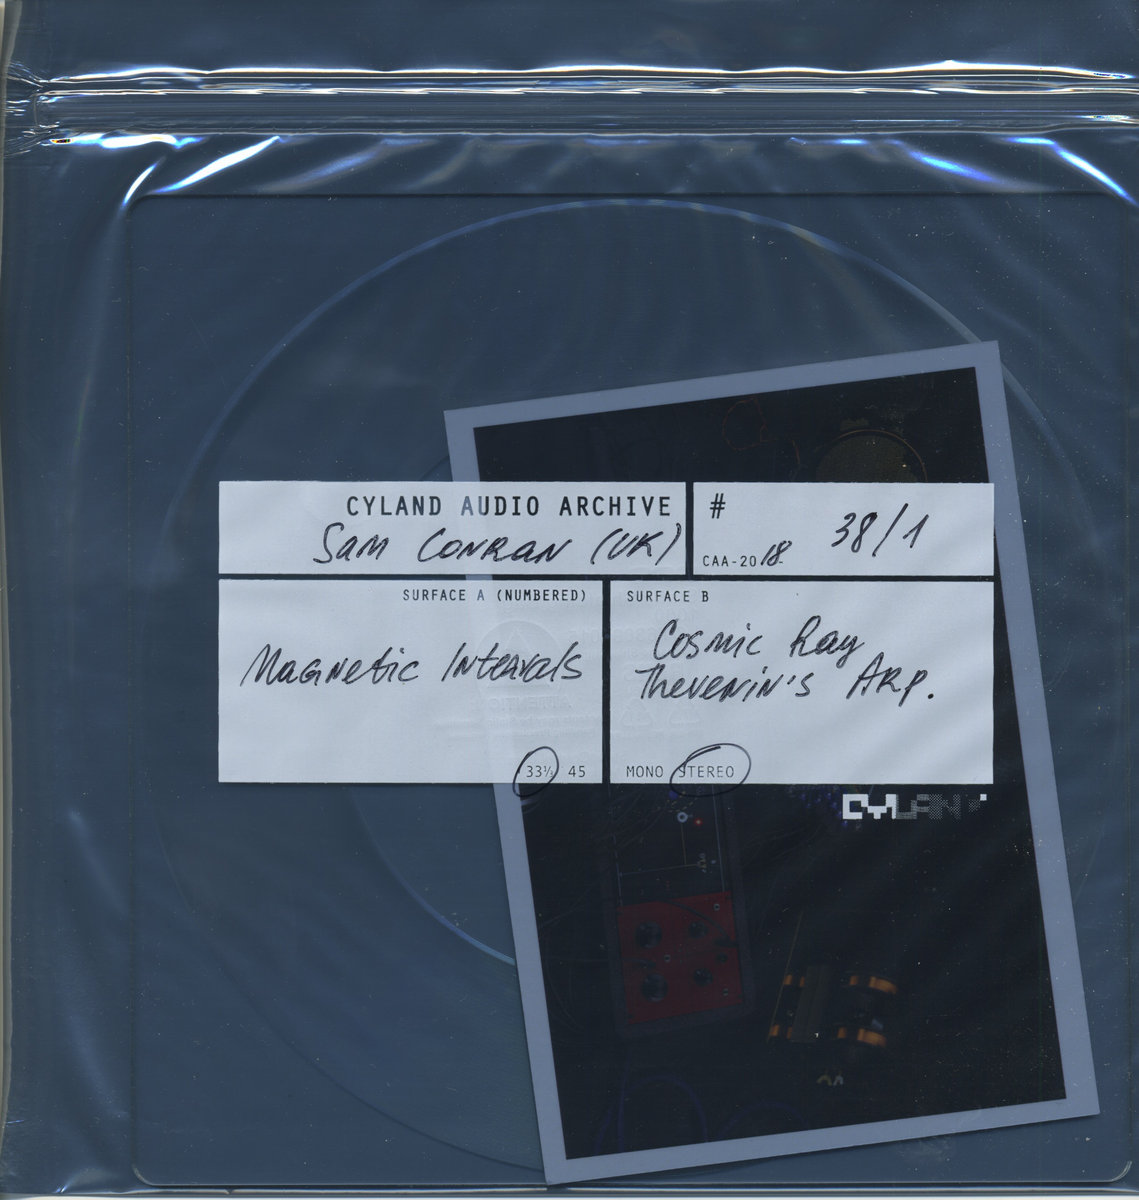 CYLAND AUDIO ARCHIVE
Sam Conran (UK)
#
38/1
CAA-2018
SURFACE A (NUMBERED)
Magnetic Intervals
33⅓ 45
SURFACE B
Cosmic Ray
Thevenin's Arp.
MONO STEREO
CYLAND